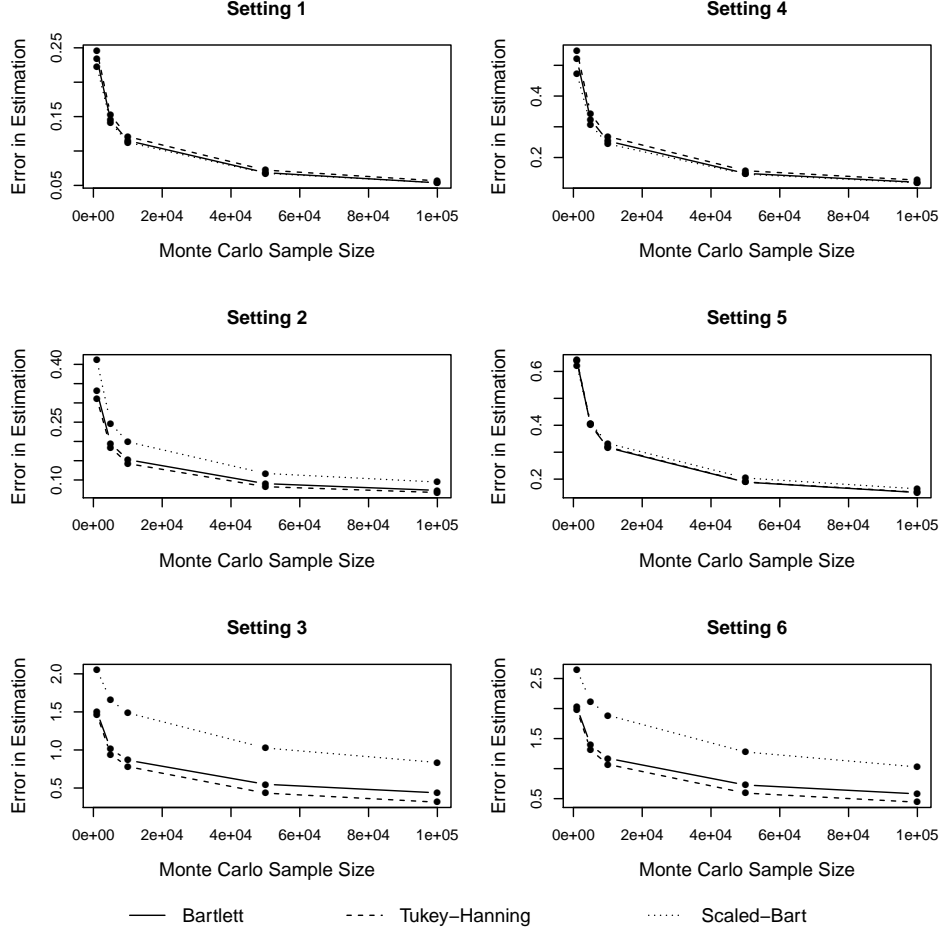 Setting 1
Error in Estimation
0.05 0.15 0.25
0e+00 2e+04 4e+04 6e+04 8e+04 1e+05
Monte Carlo Sample Size
Setting 4
Error in Estimation
0.2 0.4
0e+00 2e+04 4e+04 6e+04 8e+04 1e+05
Monte Carlo Sample Size
Setting 2
Error in Estimation
0.10 0.25 0.40
0e+00 2e+04 4e+04 6e+04 8e+04 1e+05
Monte Carlo Sample Size
Setting 5
Error in Estimation
0.2 0.4 0.6
0e+00 2e+04 4e+04 6e+04 8e+04 1e+05
Monte Carlo Sample Size
Setting 3
Error in Estimation
0.5 1.0 1.5 2.0
0e+00 2e+04 4e+04 6e+04 8e+04 1e+05
Monte Carlo Sample Size
Setting 6
Error in Estimation
0.5 1.5 2.5
0e+00 2e+04 4e+04 6e+04 8e+04 1e+05
Monte Carlo Sample Size
Bartlett Tukey−Hanning Scaled−Bart